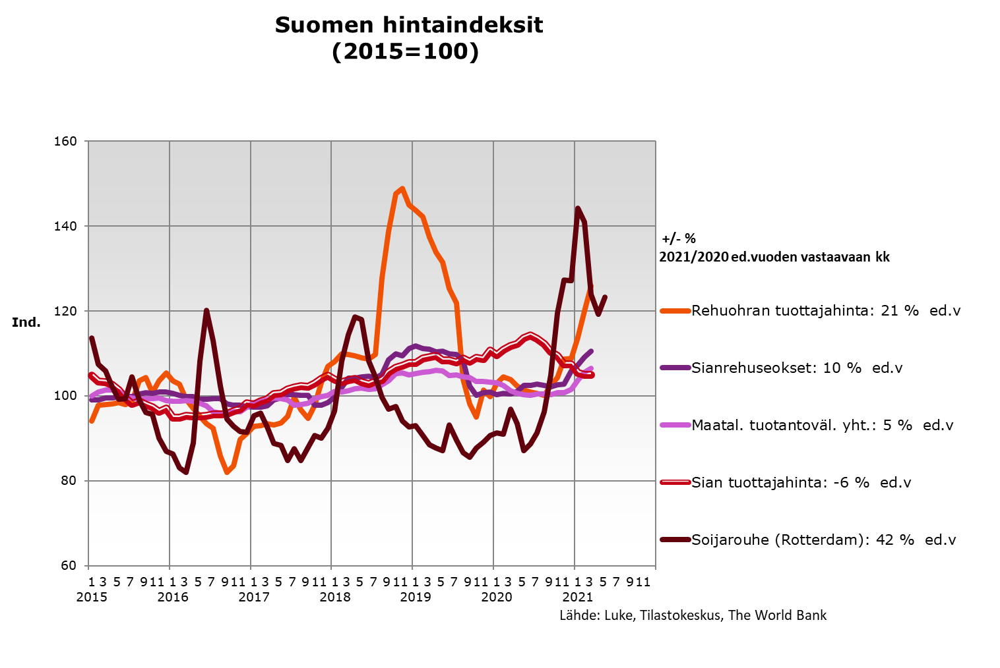 Suomen hintaindeksit
(2015=100)
160
140
120
100
80
60
Ind.
1 3 5 7 9 11 1 3 5 7 9 11 1 3 5 7 9 11 1 3 5 7 9 11 1 3 5 7 9 11 1 3 5 7 9 11 1 3 5 7 9 11
2015 2016 2017 2018 2019 2020 2021
+/- %
2021/2020 ed.vuoden vastaavaan kk
Rehuohran tuottajahinta: 21 % ed.v
Sianrehuseokset: 10 % ed.v
Maatal. tuotantoväl. yht.: 5 % ed.v
Sian tuottajahinta: -6 % ed.v
Soijarouhe (Rotterdam): 42 % ed.v
Lähde: Luke, Tilastokeskus, The World Bank